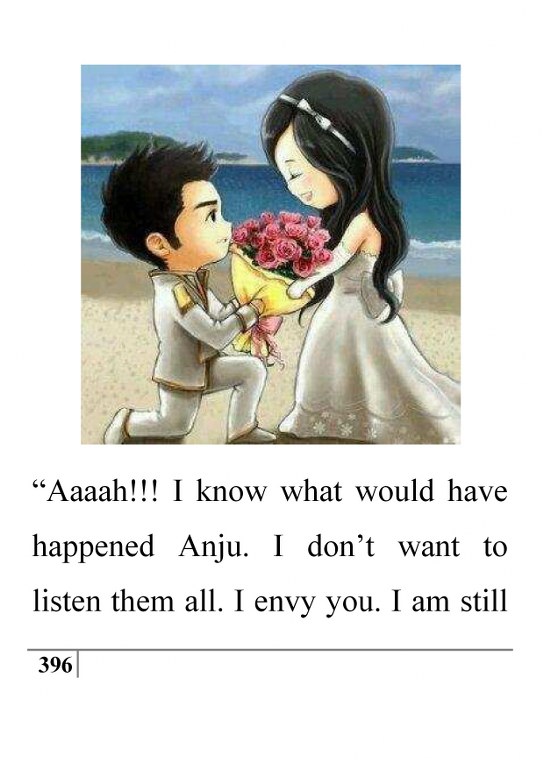 “Aaaah!!! I know what would have
happened Anju. I don’t want to
listen them all. I envy you. I am still
396